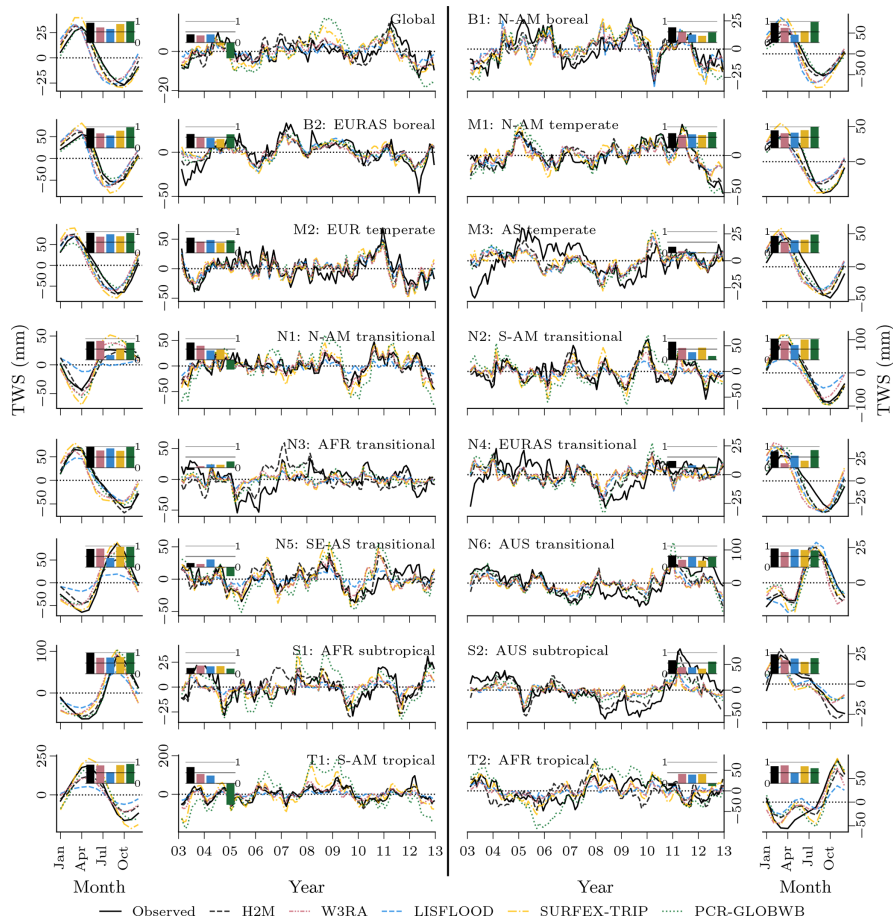 Global
B1: N-AM boreal
B2: EURAS boreal
M1: N-AM temperate
M2: EUR temperate
M3: AS temperate
N1: N-AM transitional
N2: S-AM transitional
N3: AFR transitional
N4: EURAS transitional
N5: SE-AS transitional
N6: AUS transitional
S1: AFR subtropical
S2: AUS subtropical
T1: S-AM tropical
T2: AFR tropical
TWS (mm)
TWS (mm)
Jan Apr Jul Oct
03 04 05 06 07 08 09 10 11 12 13
03 04 05 06 07 08 09 10 11 12 13
Jan Apr Jul Oct
Month Year Year Month
Observed H2M W3RA LISFLOOD SURFEX-TRIP PCR-GLOBWB